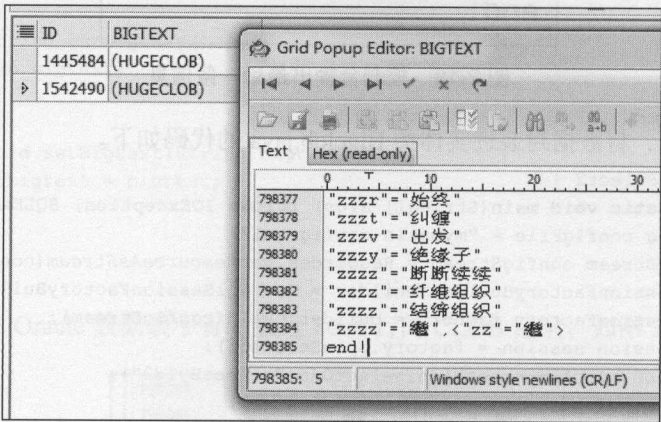 ID BIGTEXT
1445484 (HUGECLOB)
1542490 (HUGECLOB)
Grid Popup Editor: BIGTEXT
Text Hex (read-only)
0 10 20 30
798377 "zzzr"="始终"
798378 "zzzt"="纠缠"
798379 "zzzv"="出发"
798380 "zzzy"="绝缘子"
798381 "zzzz"="断断续续"
798382 "zzzz"="纤维组织"
798383 "zzzz"="结缔组织"
798384 "zzzz"="繼",<"zz"="繼">
798385 end!
798385: 5 Windows style newlines (CR/LF)